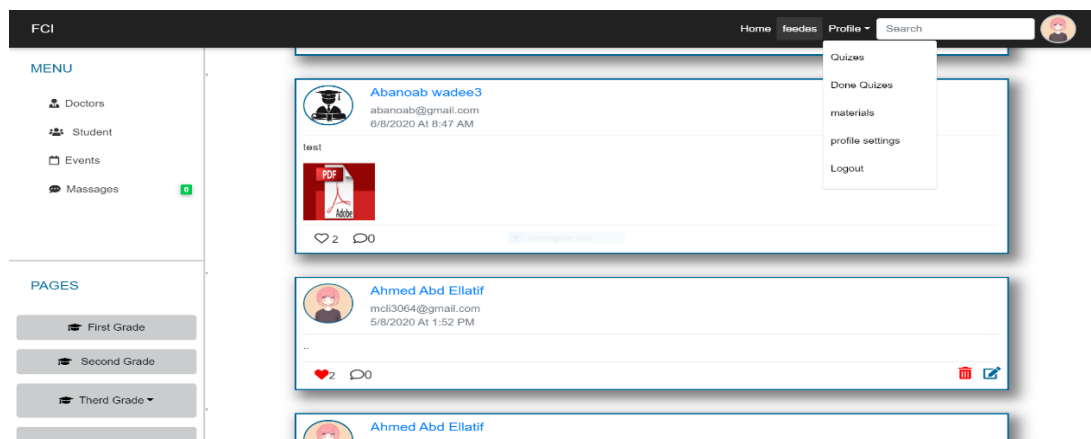 FCI
Home feedes Profile Search
Quizes
Done Quizes
materials
profile settings
Logout
MENU
Doctors
Student
Events
Massages 0
PAGES
First Grade
Second Grade
Therd Grade
Abanoab wadee3
abanoab@gmail.com
6/8/2020 At 8:47 AM
test
PDF
Adobe
2 0
Rectangular Snip
Ahmed Abd Ellatif
mcli3064@gmail.com
5/8/2020 At 1:52 PM
..
2 0
Ahmed Abd Ellatif